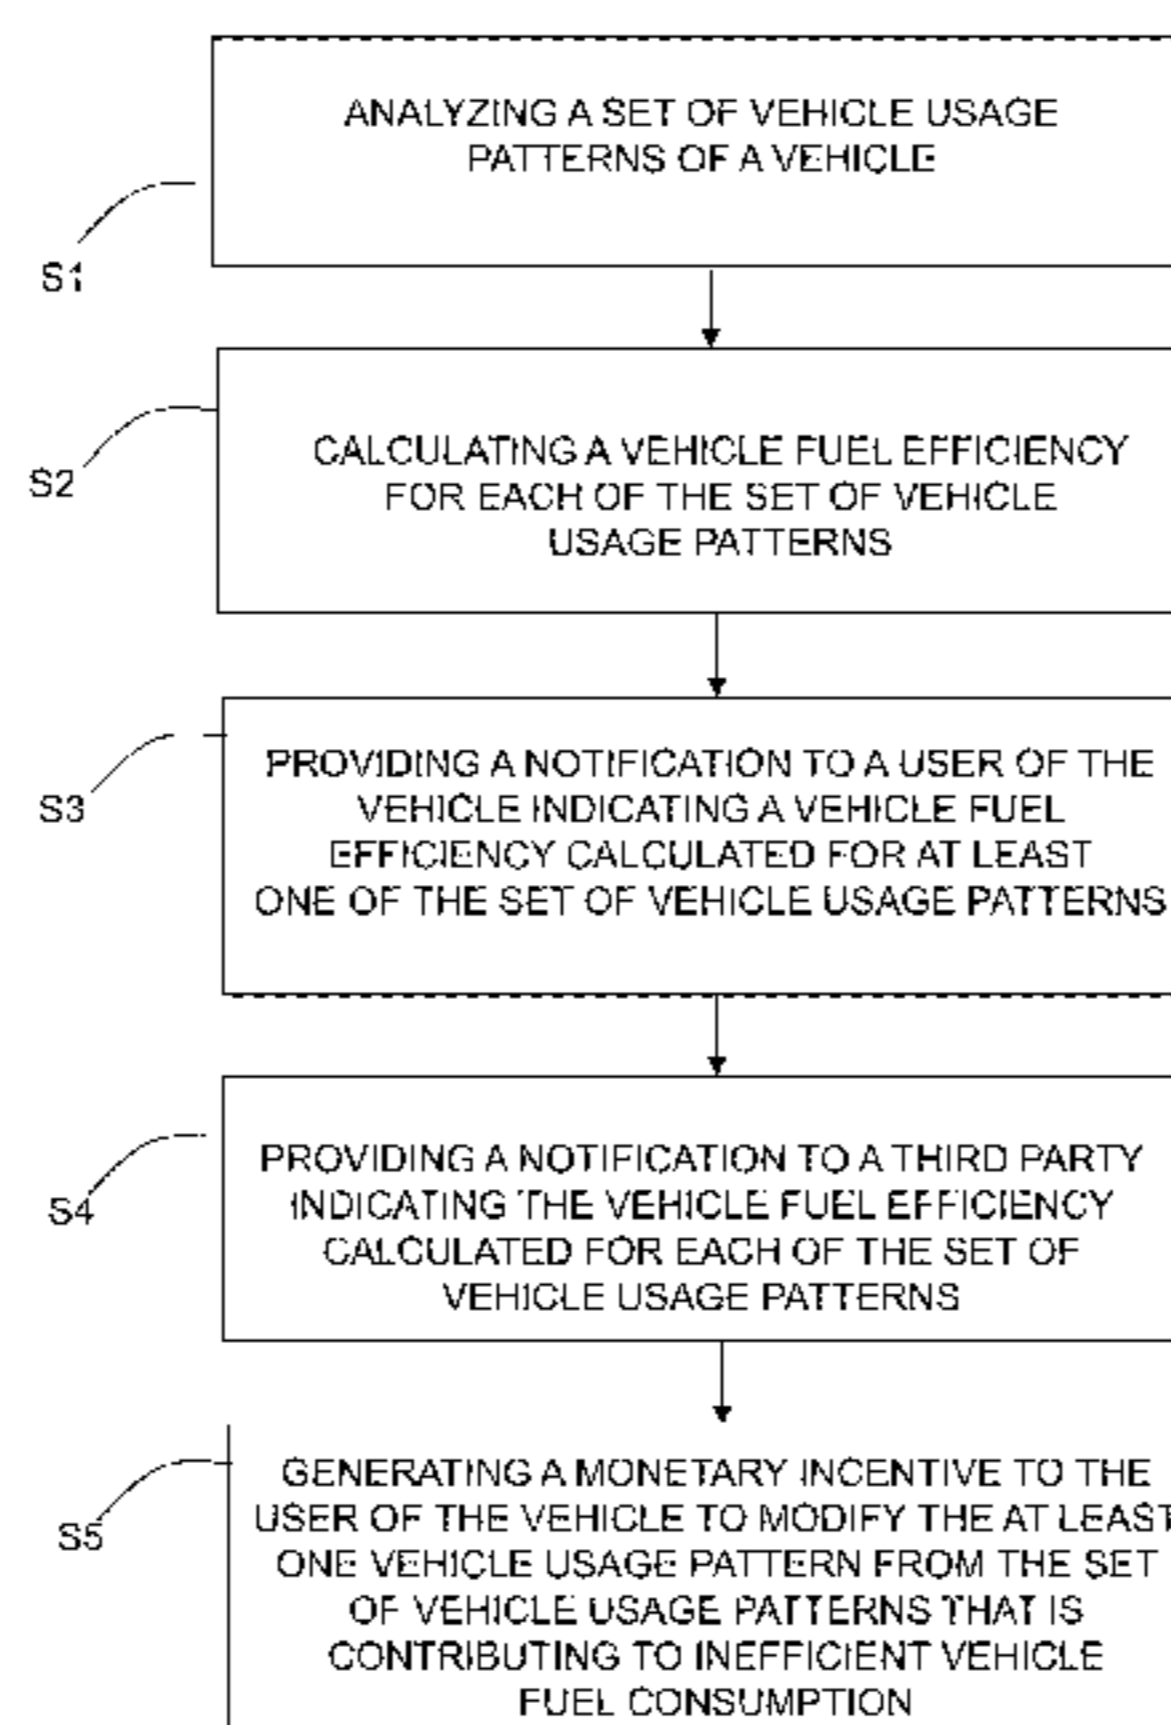 ANALYZING A SET OF VEHICLE USAGE
PATTERNS OF A VEHICLE
S1
CALCULATING A VEHICLE FUEL EFFICIENCY
FOR EACH OF THE SET OF VEHICLE
USAGE PATTERNS
S2
PROVIDING A NOTIFICATION TO A USER OF THE
VEHICLE INDICATING A VEHICLE FUEL
EFFICIENCY CALCULATED FOR AT LEAST
ONE OF THE SET OF VEHICLE USAGE PATTERNS
S3
PROVIDING A NOTIFICATION TO A THIRD PARTY
INDICATING THE VEHICLE FUEL EFFICIENCY
CALCULATED FOR EACH OF THE SET OF
VEHICLE USAGE PATTERNS
S4
GENERATING A MONETARY INCENTIVE TO THE
USER OF THE VEHICLE TO MODIFY THE AT LEAST
ONE VEHICLE USAGE PATTERN FROM THE SET
OF VEHICLE USAGE PATTERNS THAT IS
CONTRIBUTING TO INEFFICIENT VEHICLE
FUEL CONSUMPTION
S5